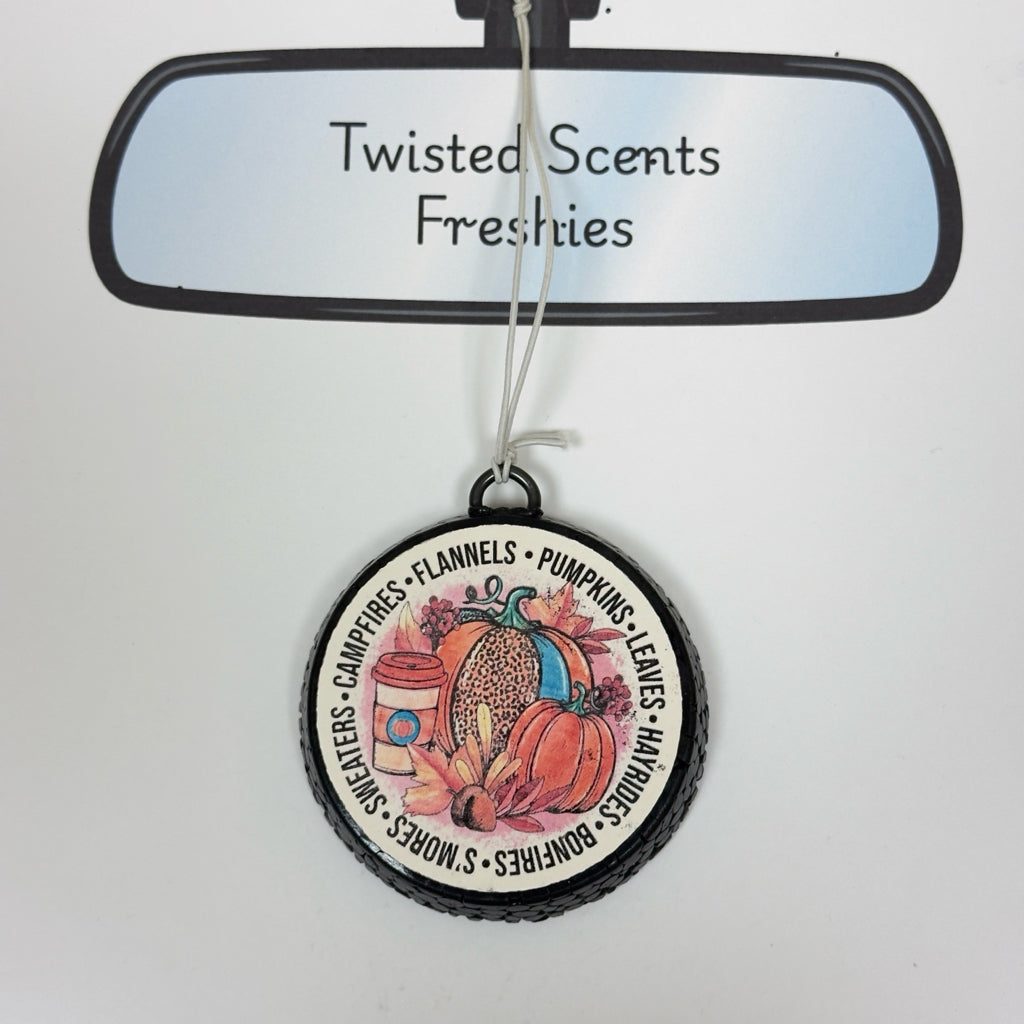 Twisted Scents
Freshies
FLANNELS • PUMPKINS • LEAVES • HAYRIDES • BONFIRES • S'MORES • SWEATERS • CAMPFIRES •